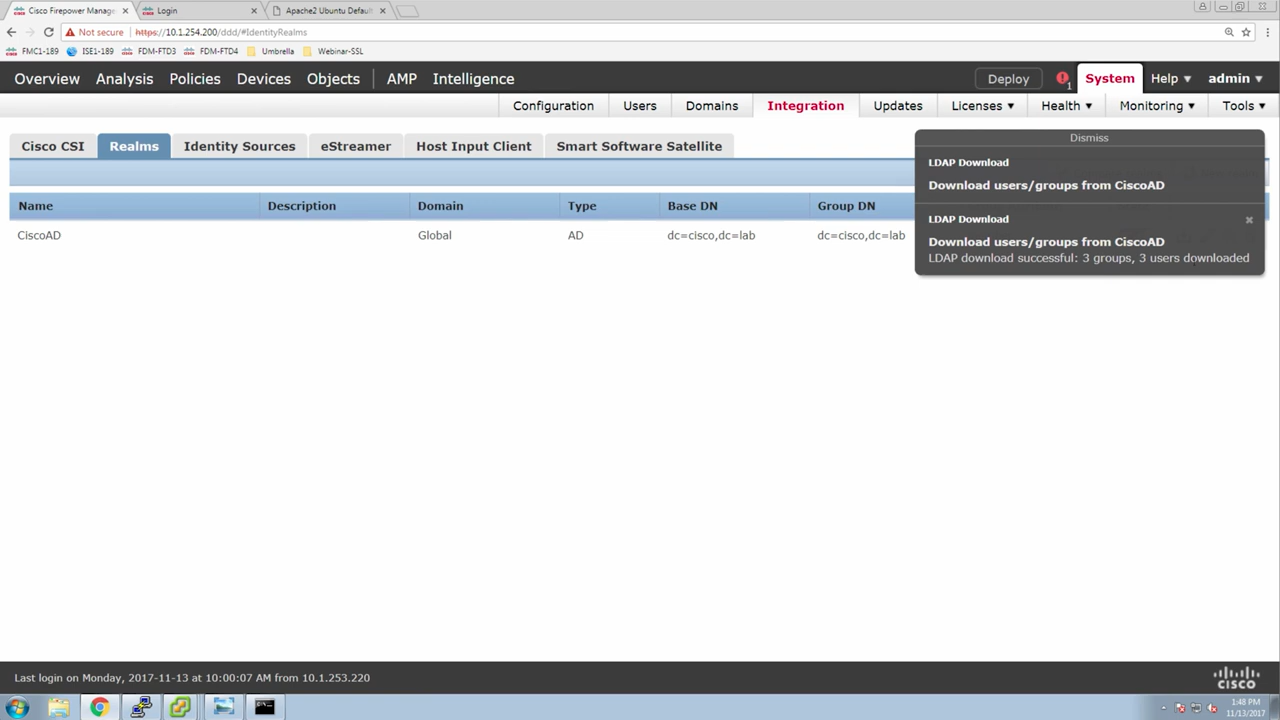 Cisco Firepower Manage
Login
Apache2 Ubuntu Default
Not secure
https://10.1.254.200/ddd/#IdentityRealms
FMC1-189
ISE1-189
FDM-FTD3
FDM-FTD4
Umbrella
Webinar-SSL
Overview
Analysis
Policies
Devices
Objects
AMP
Intelligence
Deploy
1
System
Help
admin
Configuration
Users
Domains
Integration
Updates
Licenses
Health
Monitoring
Tools
Cisco CSI
Realms
Identity Sources
eStreamer
Host Input Client
Smart Software Satellite
Dismiss
LDAP Download
Download users/groups from CiscoAD
LDAP Download
Download users/groups from CiscoAD
LDAP download successful: 3 groups, 3 users downloaded
Name
Description
Domain
Type
Base DN
Group DN
CiscoAD
Global
AD
dc=cisco,dc=lab
dc=cisco,dc=lab
Last login on Monday, 2017-11-13 at 10:00:07 AM from 10.1.253.220
cisco
1:48 PM
11/13/2017